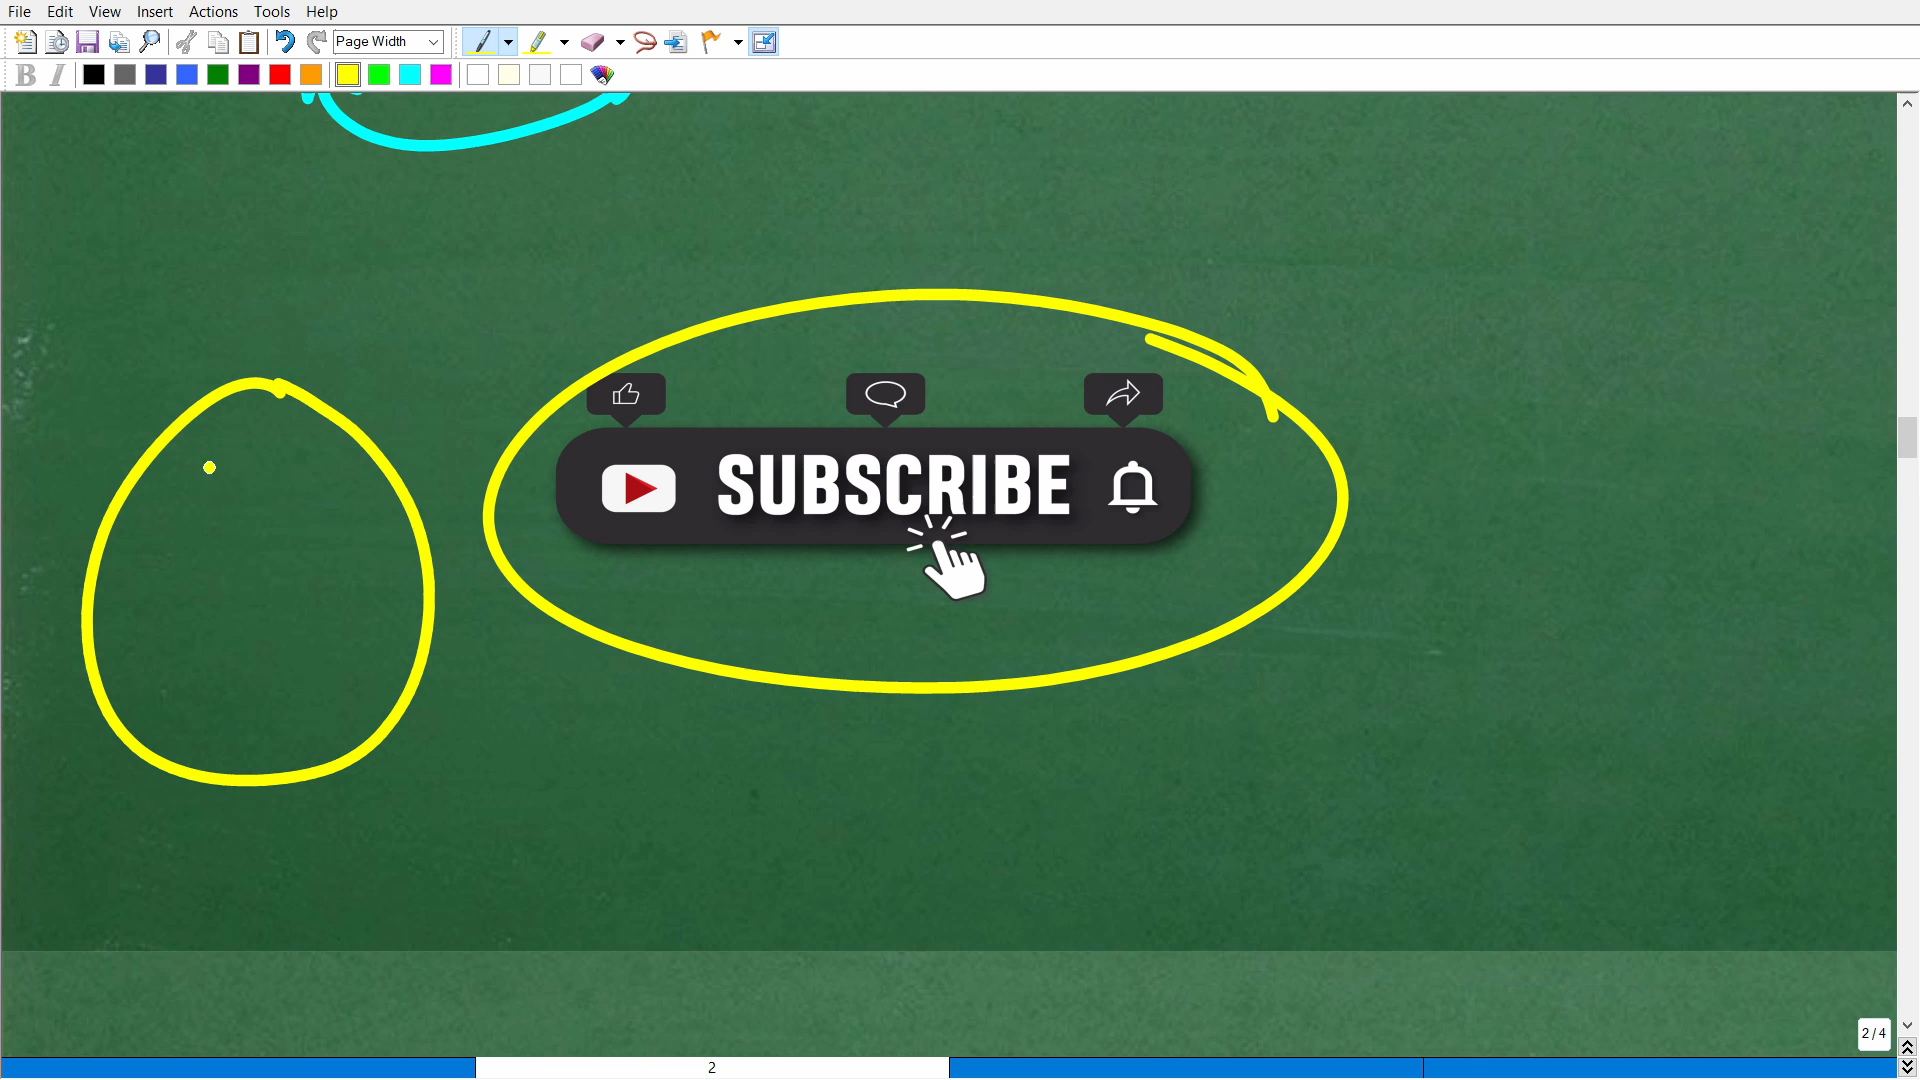 File Edit View Insert Actions Tools Help
Page Width
B I
SUBSCRIBE
2 / 4
2